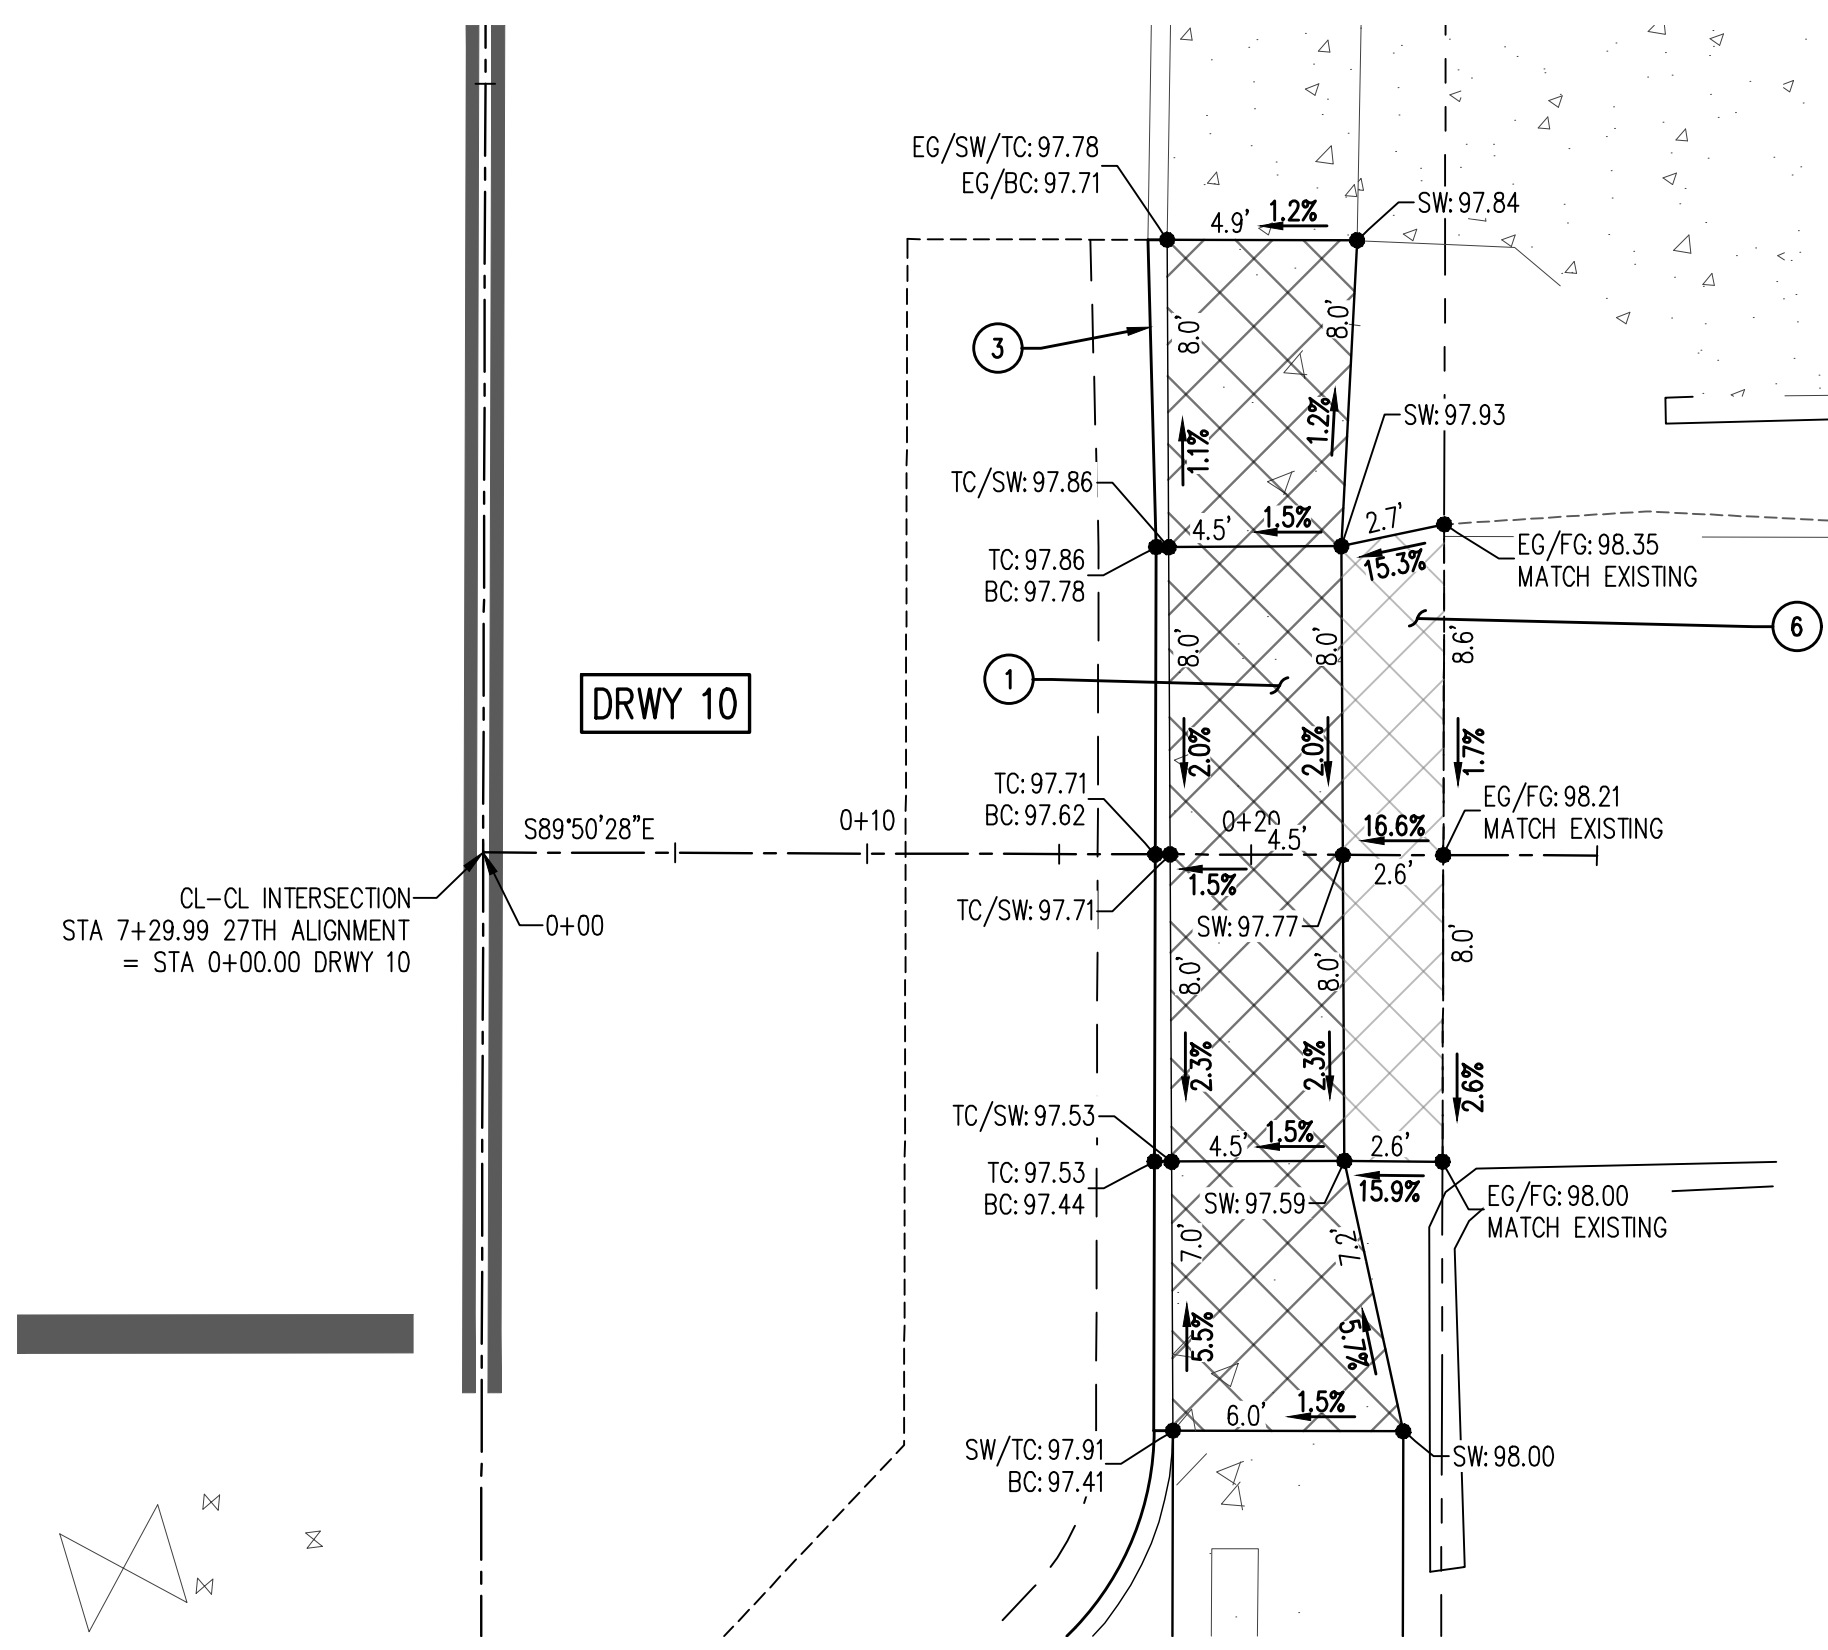 EG/SW/TC: 97.78
EG/BC: 97.71
4.9'
1.2%
SW: 97.84
3
8.0'
8.0'
1.1%
1.2%
SW: 97.93
TC/SW: 97.86
4.5'
1.5%
2.7'
15.3%
EG/FG: 98.35
MATCH EXISTING
TC: 97.86
BC: 97.78
6
8.0'
8.0'
8.6'
1
DRWY 10
2.0%
2.0%
1.7%
TC: 97.71
BC: 97.62
EG/FG: 98.21
MATCH EXISTING
S89°50'28"E
0+10
0+20
4.5'
16.6%
1.5%
2.6'
CL-CL INTERSECTION
STA 7+29.99 27TH ALIGNMENT
= STA 0+00.00 DRWY 10
0+00
TC/SW: 97.71
SW: 97.77
8.0'
8.0'
8.0'
2.3%
2.3%
2.6%
TC/SW: 97.53
4.5'
1.5%
2.6'
15.9%
TC: 97.53
BC: 97.44
SW: 97.59
EG/FG: 98.00
MATCH EXISTING
7.0'
7.2'
5.5%
5.7%
6.0'
1.5%
SW/TC: 97.91
BC: 97.41
SW: 98.00